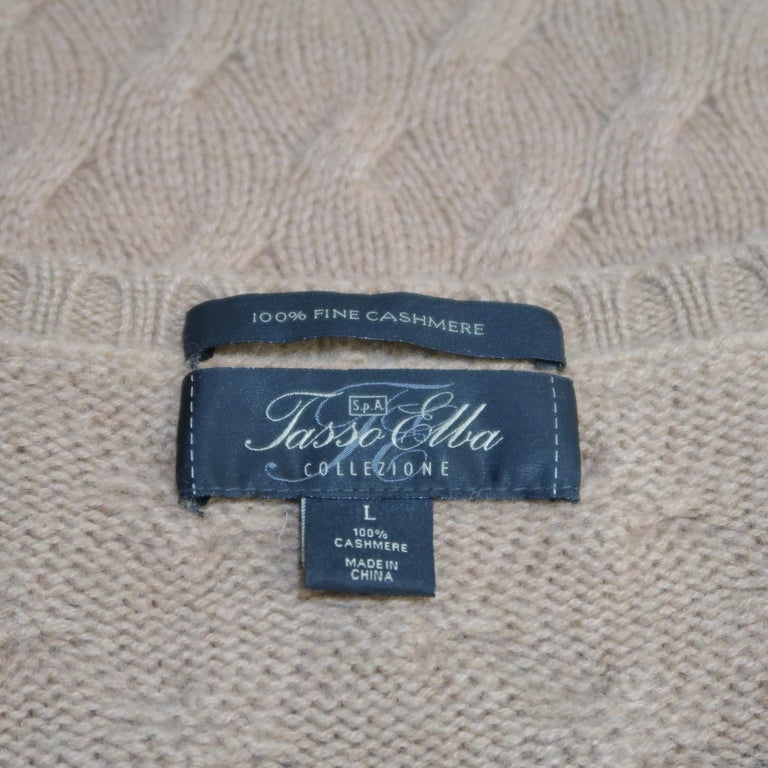 100% FINE CASHMERE
S.p.A
Tasso Elba
COLLEZIONE
L
100%
CASHMERE
MADE IN
CHINA